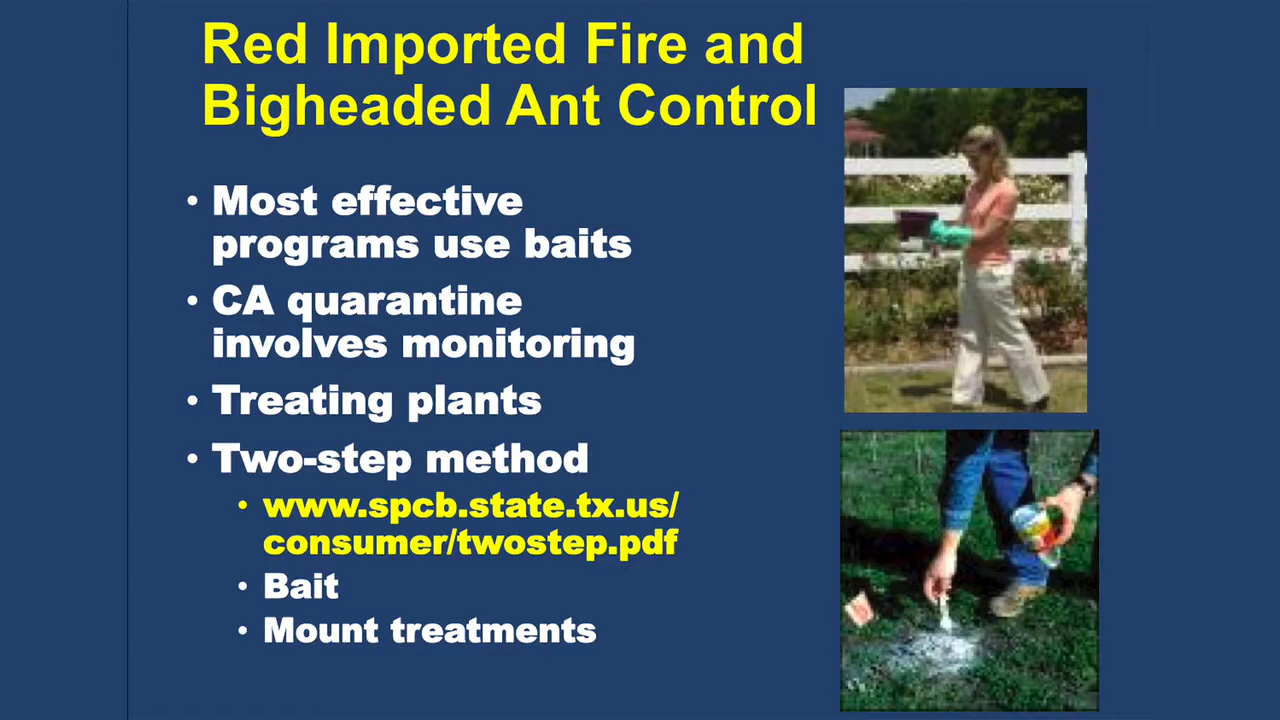 Red Imported Fire and
Bigheaded Ant Control
• Most effective
programs use baits
• CA quarantine
involves monitoring
• Treating plants
• Two-step method
• www.spcb.state.tx.us/
consumer/twostep.pdf
• Bait
• Mount treatments